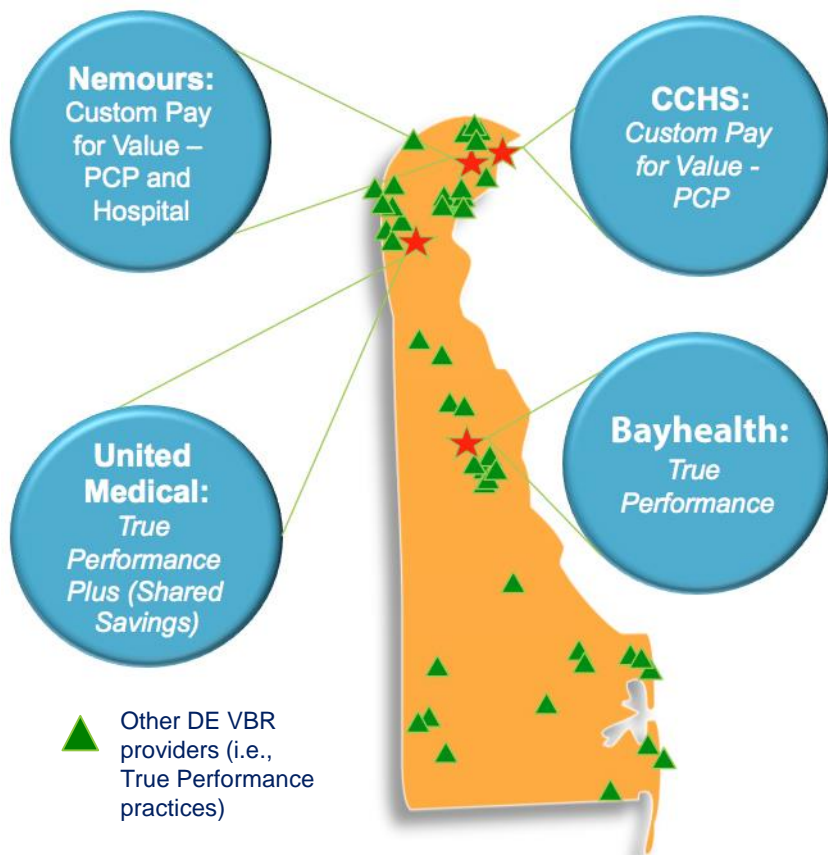 Nemours:
Custom Pay
for Value –
PCP and
Hospital
CCHS:
Custom Pay
for Value -
PCP
United
Medical:
True
Performance
Plus (Shared
Savings)
Bayhealth:
True
Performance
Other DE VBR
providers (i.e.,
True Performance
practices)